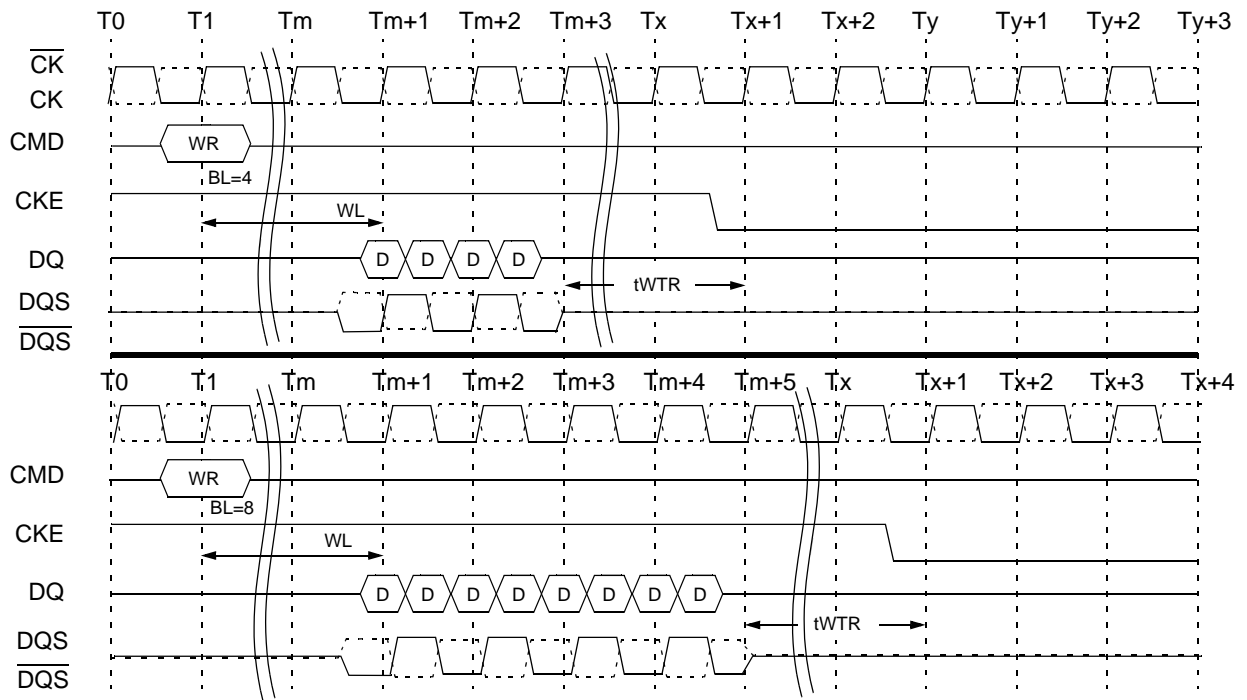 T0 T1 Tm Tm+1 Tm+2 Tm+3 Tx Tx+1 Tx+2 Ty Ty+1 Ty+2 Ty+3
CK
CK
CMD WR
BL=4
CKE
WL
DQ D D D D
tWTR
DQS
DQS
T0 T1 Tm Tm+1 Tm+2 Tm+3 Tm+4 Tm+5 Tx Tx+1 Tx+2 Tx+3 Tx+4
CMD WR
BL=8
CKE
WL
DQ D D D D D D D D
tWTR
DQS
DQS